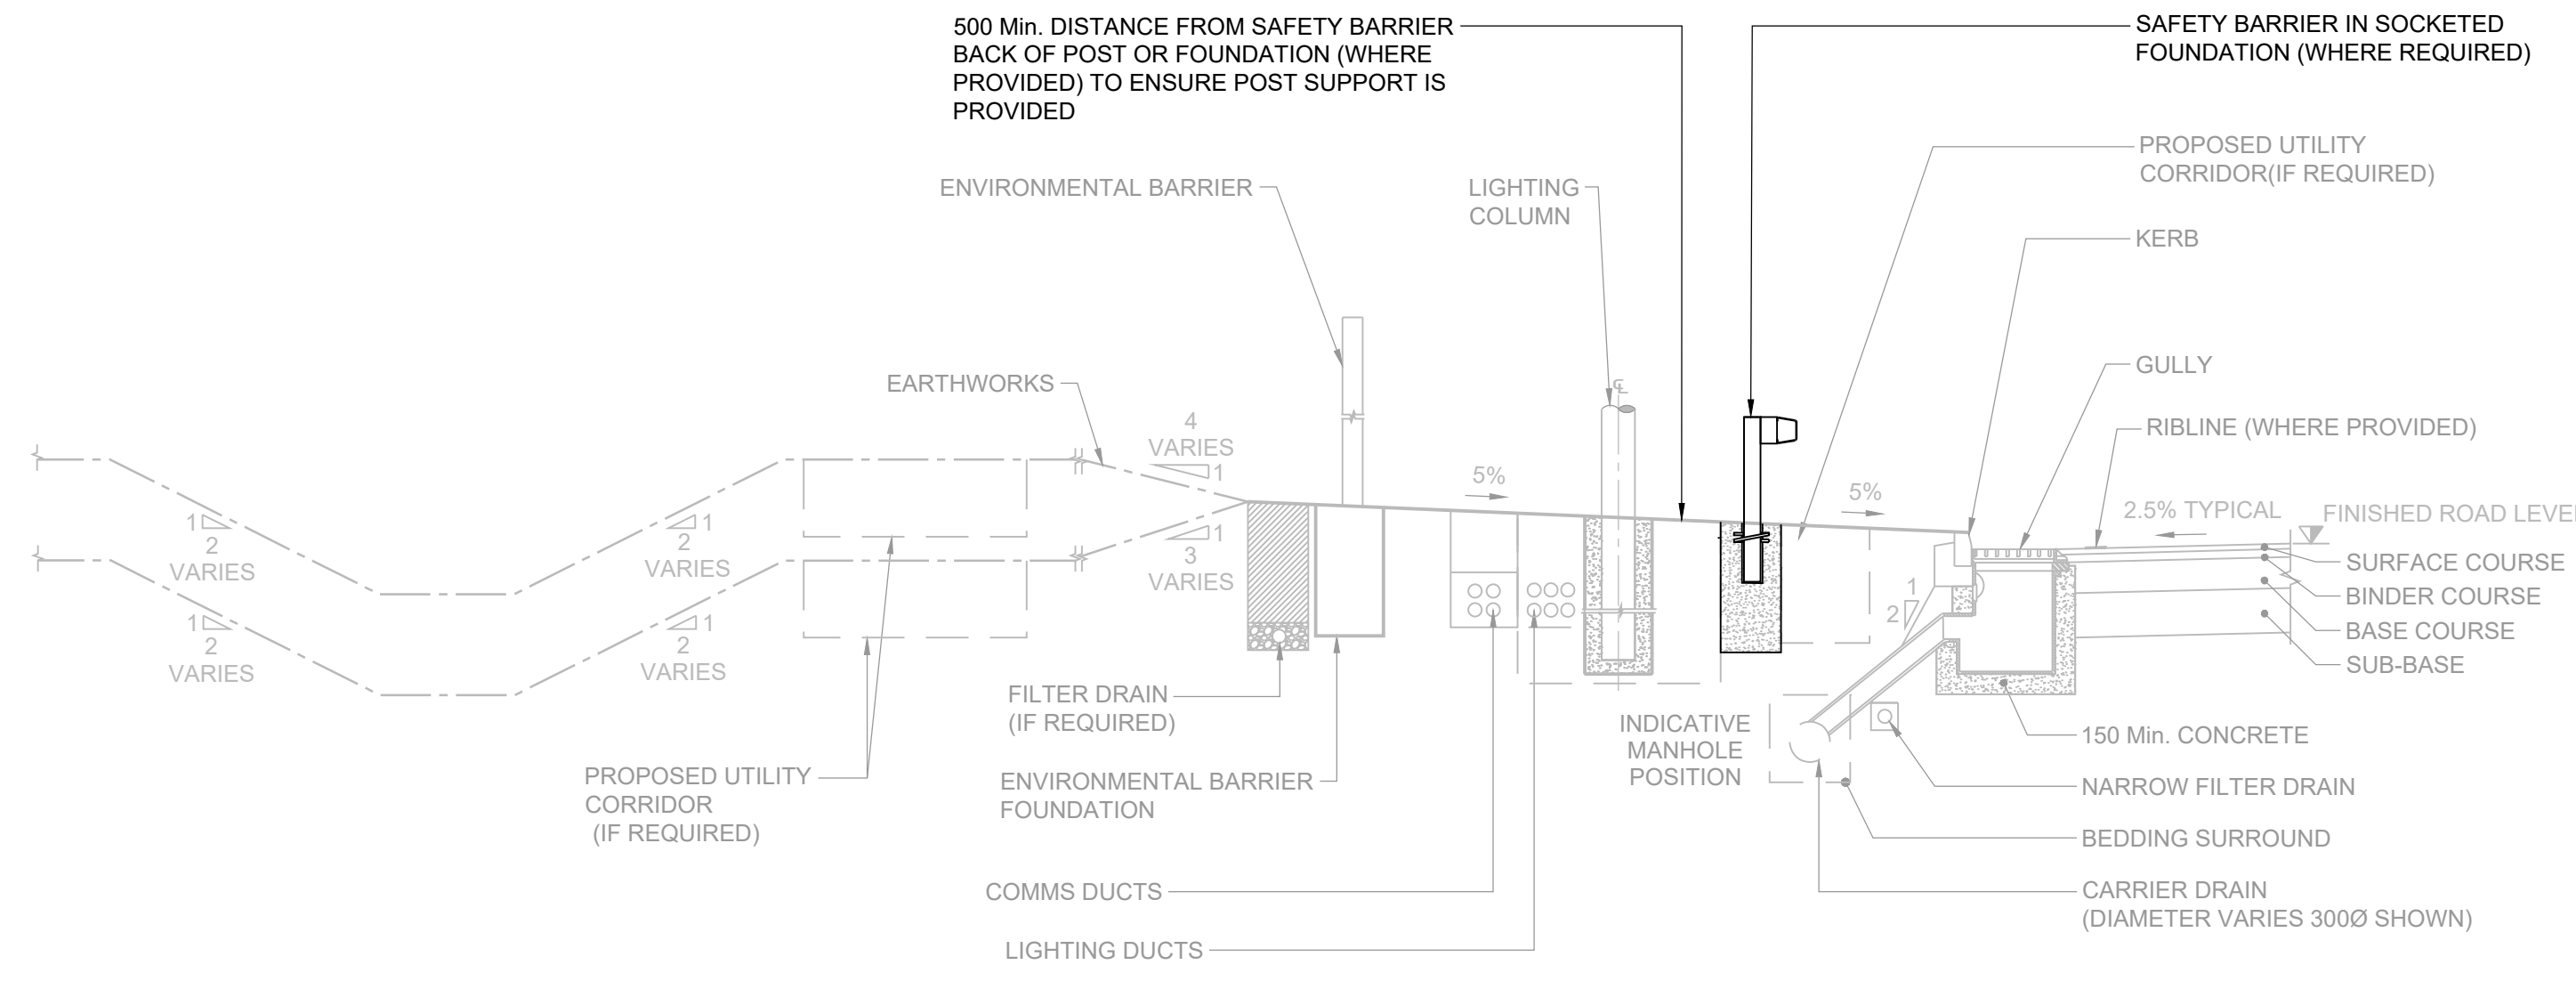 500 Min. DISTANCE FROM SAFETY BARRIER
BACK OF POST OR FOUNDATION (WHERE
PROVIDED) TO ENSURE POST SUPPORT IS
PROVIDED
SAFETY BARRIER IN SOCKETED
FOUNDATION (WHERE REQUIRED)
PROPOSED UTILITY
CORRIDOR(IF REQUIRED)
ENVIRONMENTAL BARRIER
LIGHTING
COLUMN
KERB
GULLY
EARTHWORKS
RIBLINE (WHERE PROVIDED)
4
VARIES
1
5%
5%
2.5% TYPICAL
FINISHED ROAD LEVE
1
2
VARIES
1
2
VARIES
1
3
VARIES
SURFACE COURSE
BINDER COURSE
BASE COURSE
SUB-BASE
1
2
1
2
VARIES
1
2
VARIES
FILTER DRAIN
(IF REQUIRED)
INDICATIVE
MANHOLE
POSITION
150 Min. CONCRETE
PROPOSED UTILITY
CORRIDOR
(IF REQUIRED)
ENVIRONMENTAL BARRIER
FOUNDATION
NARROW FILTER DRAIN
BEDDING SURROUND
COMMS DUCTS
CARRIER DRAIN
(DIAMETER VARIES 300Ø SHOWN)
LIGHTING DUCTS